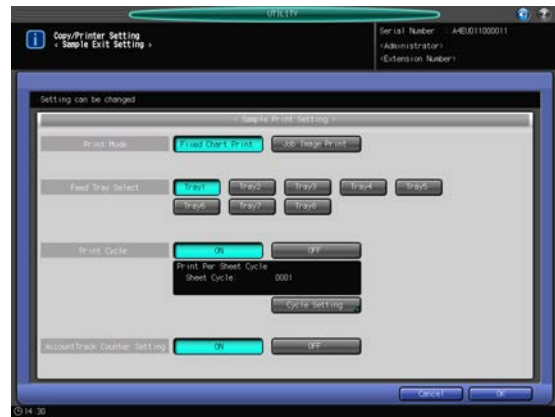 UTILITY
Copy/Printer Setting
< Sample Exit Setting >
Serial Number : A4EU011000011
<Administrator>
<Extension Number>
Setting can be changed
< Sample Print Setting >
Print Mode Fixed Chart Print Job Image Print
Feed Tray Select Tray1 Tray2 Tray3 Tray4 Tray5
Tray6 Tray7 Tray8
Print Cycle ON OFF
Print Per Sheet Cycle
Sheet Cycle 0001
Cycle Setting
AccountTrack Counter Setting ON OFF
Cancel OK
14:30